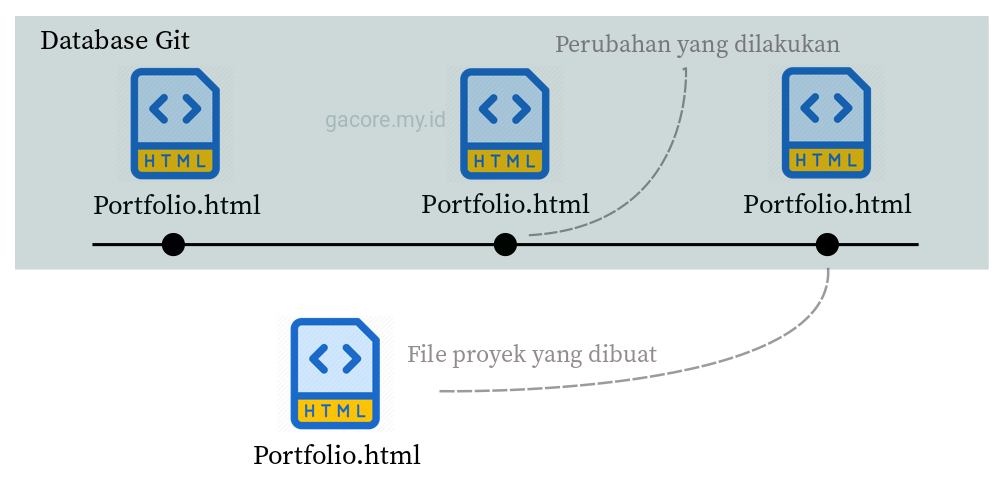 Database Git
Perubahan yang dilakukan
HTML
gacore.my.id
HTML
HTML
Portfolio.html
Portfolio.html
Portfolio.html
HTML
File proyek yang dibuat
Portfolio.html